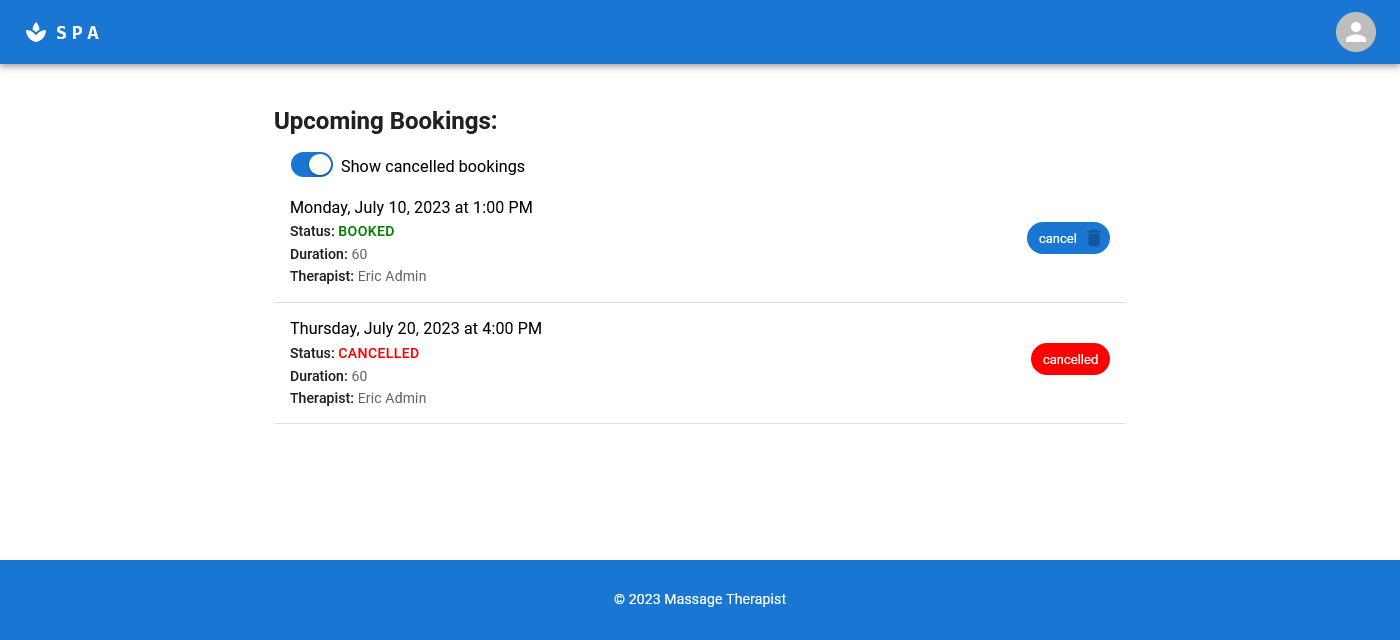 SPA
Upcoming Bookings:
Show cancelled bookings
Monday, July 10, 2023 at 1:00 PM
Status: BOOKED
cancel
Duration: 60
Therapist: Eric Admin
Thursday, July 20, 2023 at 4:00 PM
Status: CANCELLED
cancelled
Duration: 60
Therapist: Eric Admin
© 2023 Massage Therapist